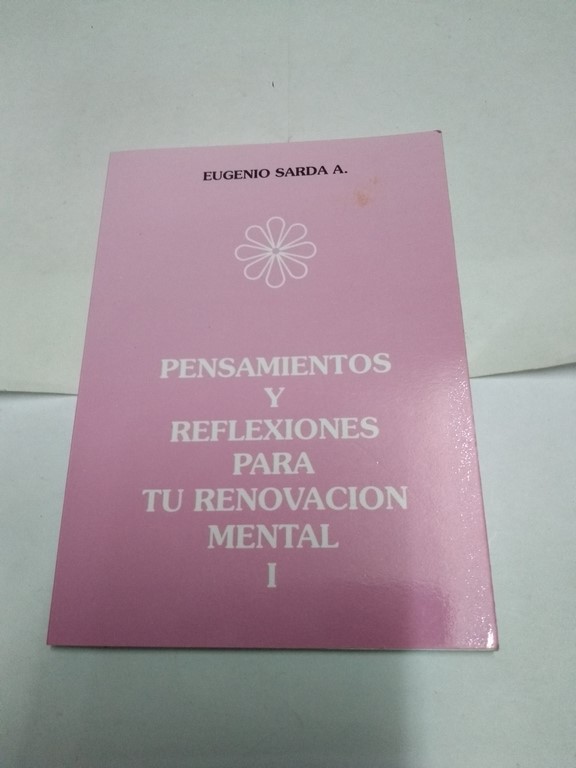 EUGENIO SARDA A.
PENSAMIENTOS
Y
REFLEXIONES
PARA
TU RENOVACION
MENTAL
I